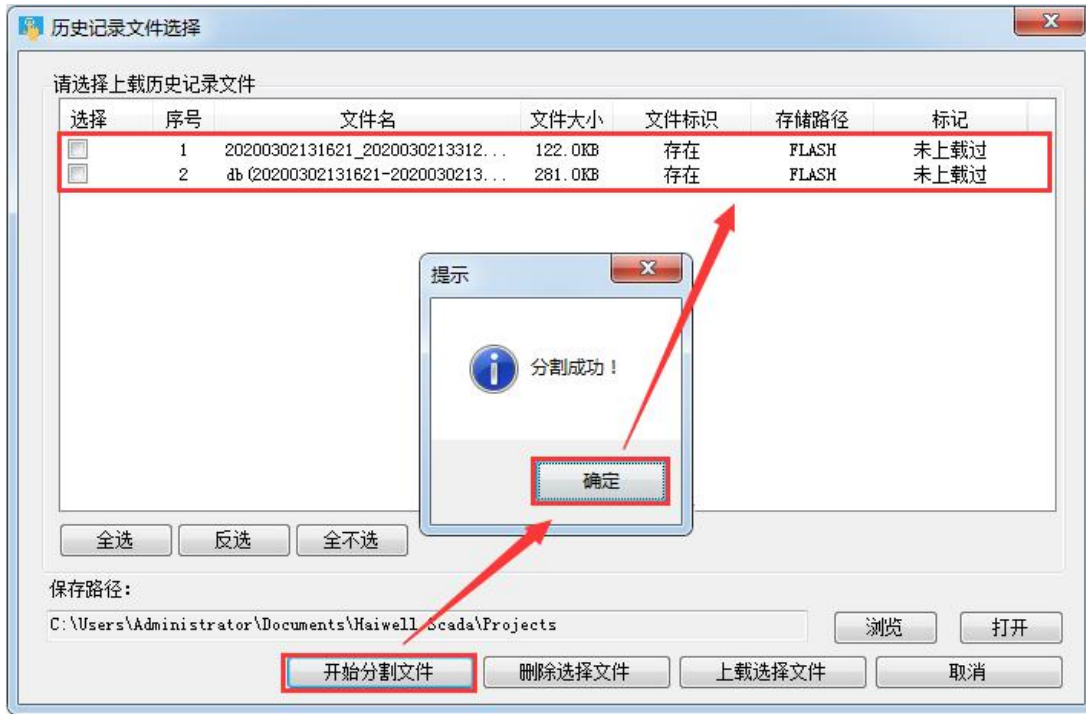 历史记录文件选择
请选择上载历史记录文件
选择 序号 文件名 文件大小 文件标识 存储路径 标记
1 20200302131621_2020030213312... 122.0KB 存在 FLASH 未上载过
2 db(20200302131621-2020030213... 281.0KB 存在 FLASH 未上载过
提示
分割成功！
确定
全选 反选 全不选
保存路径：
C:\Users\Administrator\Documents\Haiwell Scada\Projects 浏览 打开
开始分割文件 删除选择文件 上载选择文件 取消